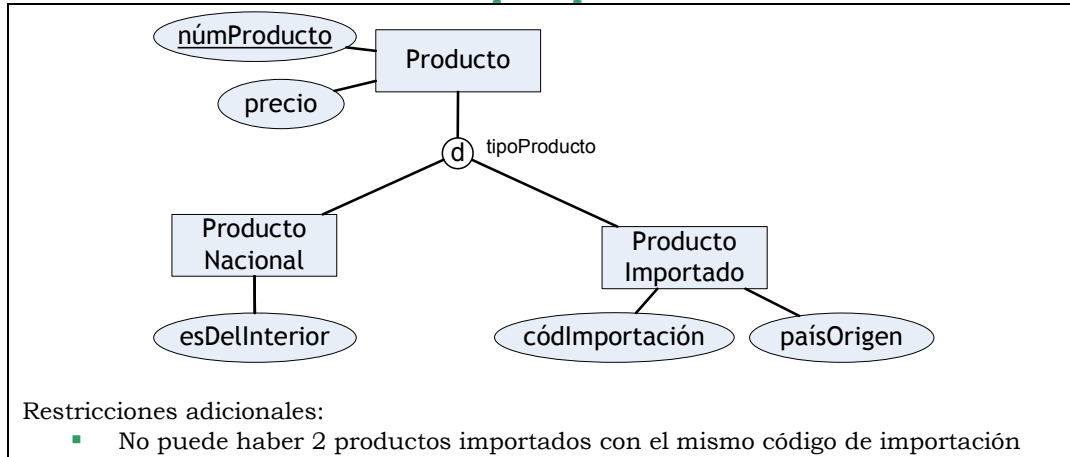 númProducto
Producto
precio
d
tipoProducto
Producto
Nacional
Producto
Importado
esDelInterior
códImportación
paísOrigen
Restricciones adicionales:
▪ No puede haber 2 productos importados con el mismo código de importación